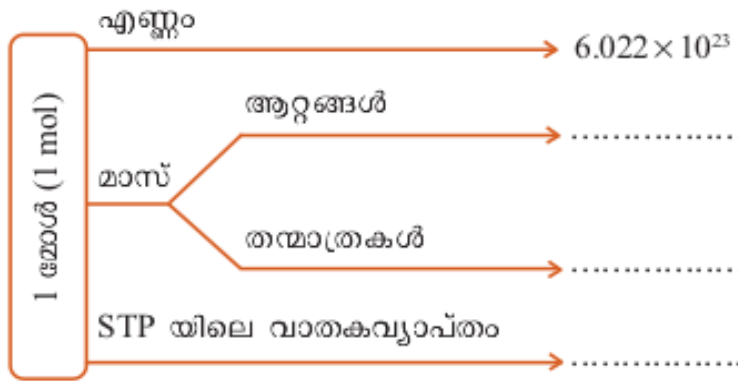 എണ്ണം
6.022 × 10²³
ആറ്റങ്ങൾ
..................
1 മോൾ (1 mol)
മാസ്
തന്മാത്രകൾ
..................
STP യിലെ വാതകവ്യാപ്തം
..................